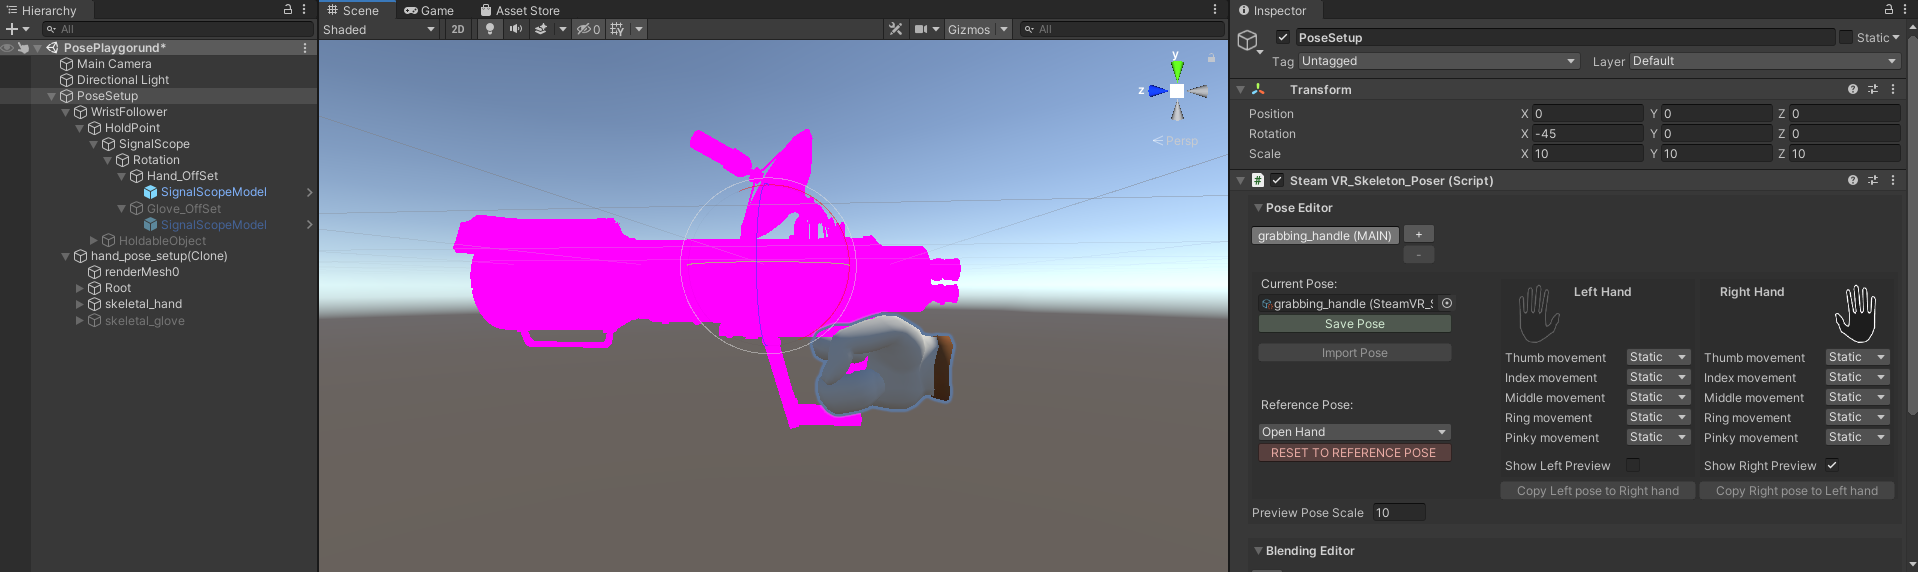 Hierarchy
All
PosePlaygorund*
Main Camera
Directional Light
PoseSetup
WristFollower
HoldPoint
SignalScope
Rotation
Hand_OffSet
SignalScopeModel
Glove_OffSet
SignalScopeModel
HoldableObject
hand_pose_setup(Clone)
renderMesh0
Root
skeletal_hand
skeletal_glove
Scene Game Asset Store
Shaded 2D 0 Gizmos All
y
z
Persp
Inspector
PoseSetup Static
Tag Untagged Layer Default
Transform
Position X 0 Y 0 Z 0
Rotation X -45 Y 0 Z 0
Scale X 10 Y 10 Z 10
# Steam VR_Skeleton_Poser (Script)
Pose Editor
grabbing_handle (MAIN) +
-
Current Pose:
grabbing_handle (SteamVR_S
Save Pose
Import Pose
Reference Pose:
Open Hand
RESET TO REFERENCE POSE
Left Hand
Thumb movement Static
Index movement Static
Middle movement Static
Ring movement Static
Pinky movement Static
Show Left Preview
Copy Left pose to Right hand
Right Hand
Thumb movement Static
Index movement Static
Middle movement Static
Ring movement Static
Pinky movement Static
Show Right Preview
Copy Right pose to Left hand
Preview Pose Scale 10
Blending Editor